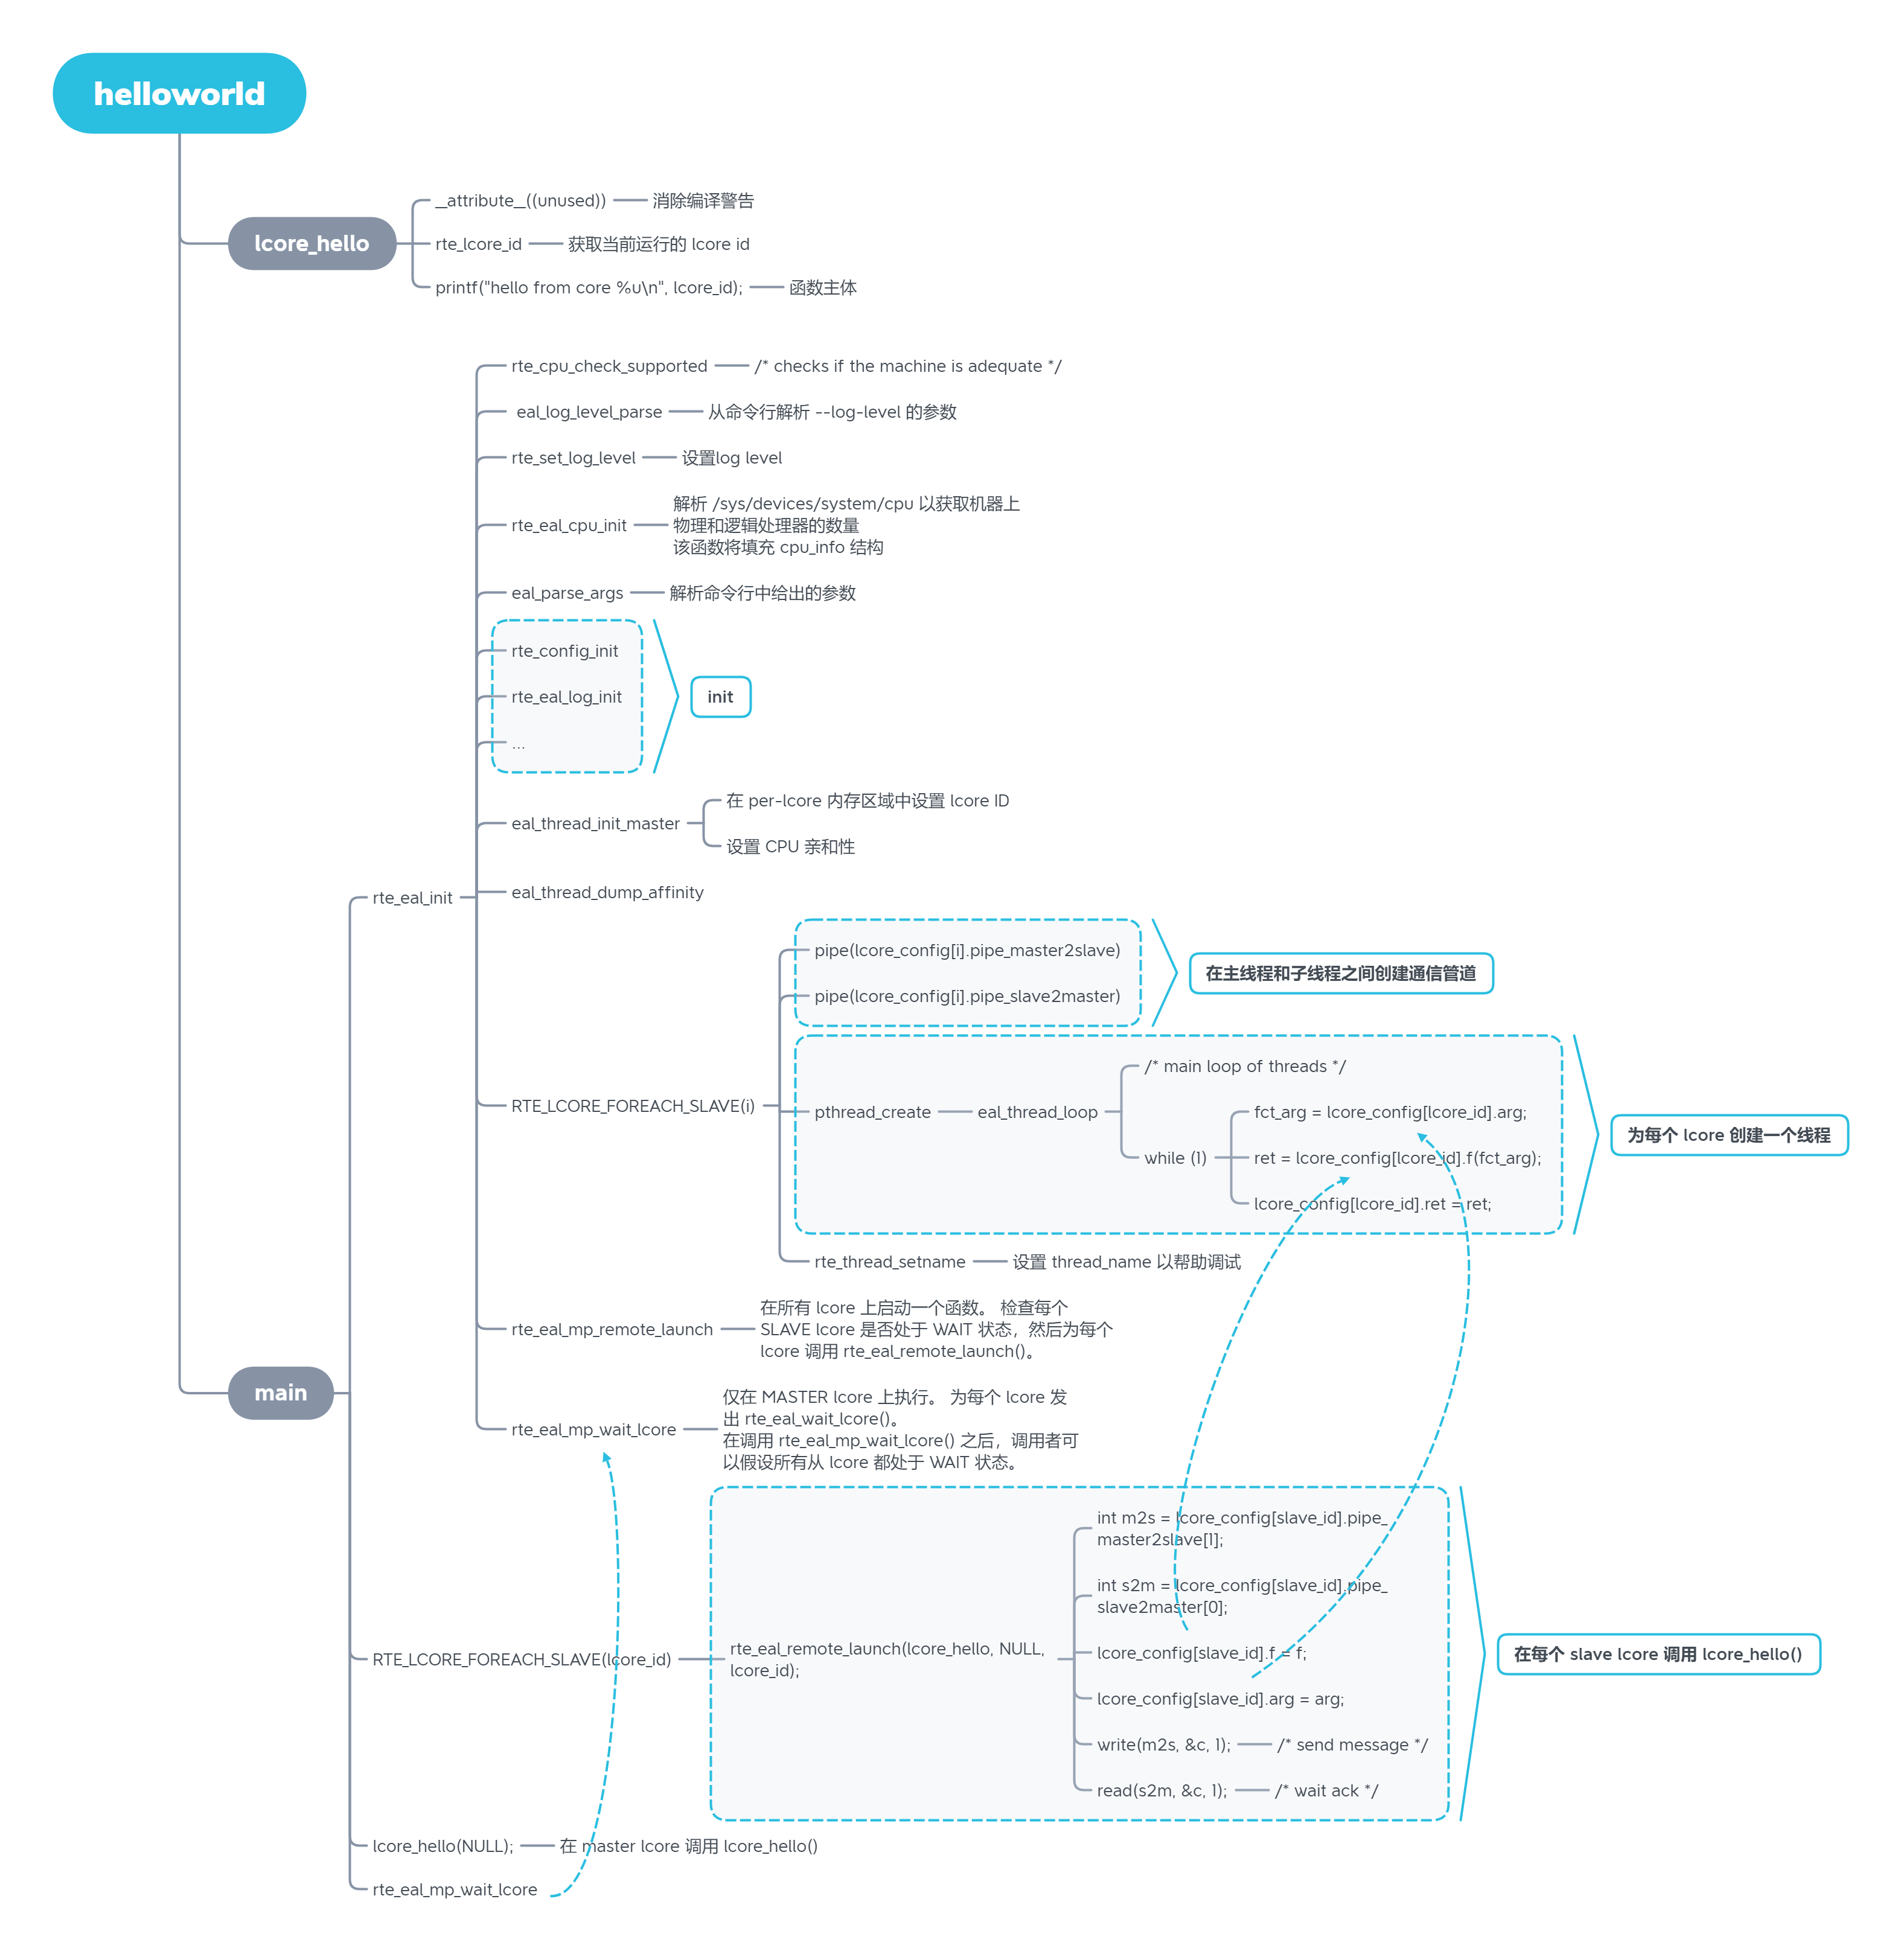 helloworld
lcore_hello
_attribute_((unused))
消除编译警告
rte_lcore_id
获取当前运行的 lcore id
printf("hello from core %u\n", lcore_id);
函数主体
rte_cpu_check_supported
/* checks if the machine is adequate */
eal_log_level_parse
从命令行解析 --log-level 的参数
rte_set_log_level
设置log level
rte_eal_cpu_init
解析 /sys/devices/system/cpu 以获取机器上
物理和逻辑处理器的数量
该函数将填充 cpu_info 结构
eal_parse_args
解析命令行中给出的参数
rte_config_init
rte_eal_log_init
...
init
eal_thread_init_master
在 per-lcore 内存区域中设置 lcore ID
设置 CPU 亲和性
rte_eal_init
eal_thread_dump_affinity
RTE_LCORE_FOREACH_SLAVE(i)
pipe(lcore_config[i].pipe_master2slave)
pipe(lcore_config[i].pipe_slave2master)
在主线程和子线程之间创建通信管道
pthread_create
eal_thread_loop
/* main loop of threads */
while (1)
fct_arg = lcore_config[lcore_id].arg;
ret = lcore_config[lcore_id].f(fct_arg);
lcore_config[lcore_id].ret = ret;
为每个 lcore 创建一个线程
rte_thread_setname
设置 thread_name 以帮助调试
rte_eal_mp_remote_launch
在所有 lcore 上启动一个函数。 检查每个
SLAVE lcore 是否处于 WAIT 状态，然后为每个
lcore 调用 rte_eal_remote_launch()。
main
rte_eal_mp_wait_lcore
仅在 MASTER lcore 上执行。 为每个 lcore 发
出 rte_eal_wait_lcore()。
在调用 rte_eal_mp_wait_lcore() 之后，调用者可
以假设所有从 lcore 都处于 WAIT 状态。
RTE_LCORE_FOREACH_SLAVE(lcore_id)
rte_eal_remote_launch(lcore_hello, NULL,
lcore_id);
int m2s = lcore_config[slave_id].pipe_
master2slave[1];
int s2m = lcore_config[slave_id].pipe_
slave2master[0];
lcore_config[slave_id].f = f;
lcore_config[slave_id].arg = arg;
write(m2s, &c, 1);
/* send message */
read(s2m, &c, 1);
/* wait ack */
在每个 slave lcore 调用 lcore_hello()
lcore_hello(NULL);
在 master lcore 调用 lcore_hello()
rte_eal_mp_wait_lcore